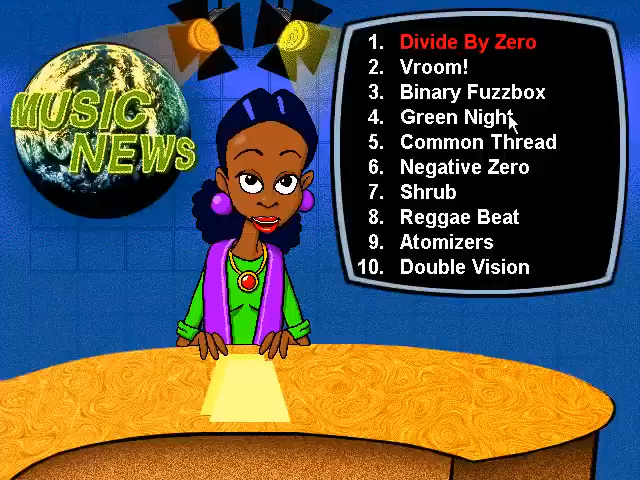 MUSIC
NEWS
1. Divide By Zero
2. Vroom!
3. Binary Fuzzbox
4. Green Night
5. Common Thread
6. Negative Zero
7. Shrub
8. Reggae Beat
9. Atomizers
10. Double Vision